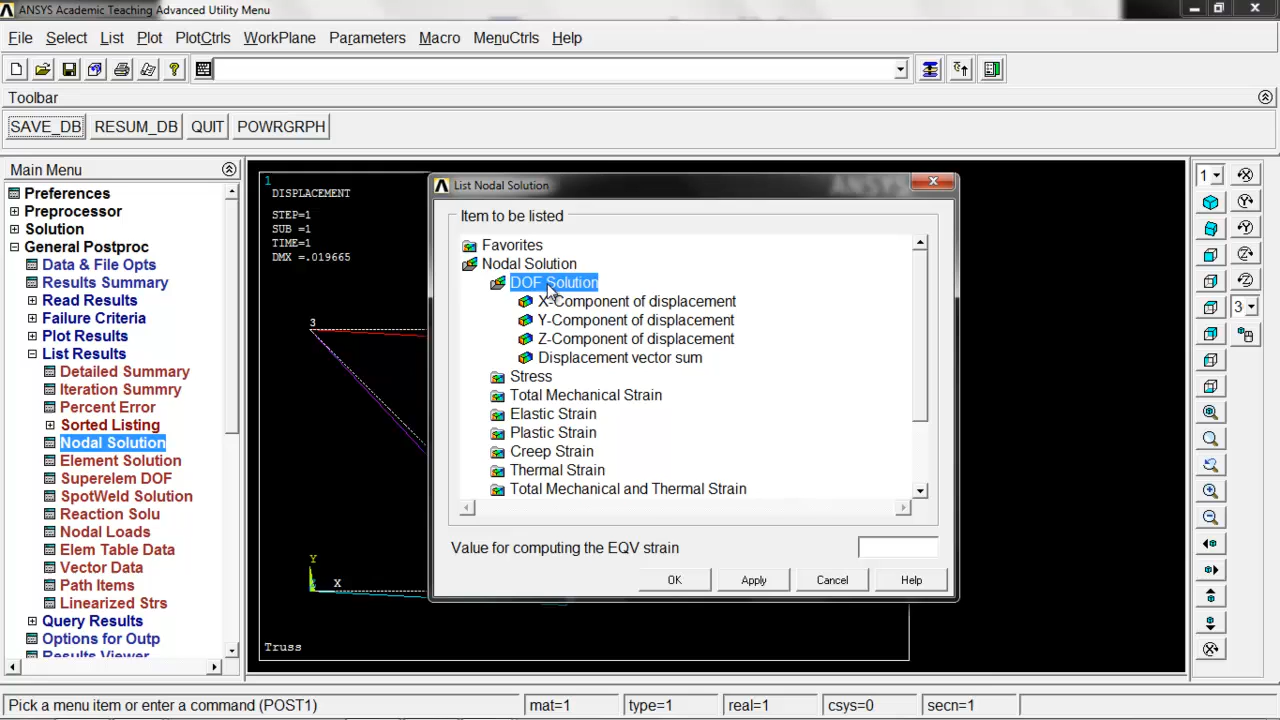 ANSYS Academic Teaching Advanced Utility Menu
File Select List Plot PlotCtrls WorkPlane Parameters Macro MenuCtrls Help
Toolbar
SAVE_DB RESUM_DB QUIT POWRGRPH
Main Menu
Preferences
Preprocessor
Solution
General Postproc
Data & File Opts
Results Summary
Read Results
Failure Criteria
Plot Results
List Results
Detailed Summary
Iteration Summry
Percent Error
Sorted Listing
Nodal Solution
Element Solution
Superelem DOF
SpotWeld Solution
Reaction Solu
Nodal Loads
Elem Table Data
Vector Data
Path Items
Linearized Strs
Query Results
Options for Outp
Results Viewer
1
DISPLACEMENT
STEP=1
SUB =1
TIME=1
DMX =.019665
3
Y
X
Truss
List Nodal Solution
Item to be listed
Favorites
Nodal Solution
DOF Solution
X-Component of displacement
Y-Component of displacement
Z-Component of displacement
Displacement vector sum
Stress
Total Mechanical Strain
Elastic Strain
Plastic Strain
Creep Strain
Thermal Strain
Total Mechanical and Thermal Strain
Value for computing the EQV strain
OK Apply Cancel Help
1
3
Pick a menu item or enter a command (POST1) mat=1 type=1 real=1 csys=0 secn=1